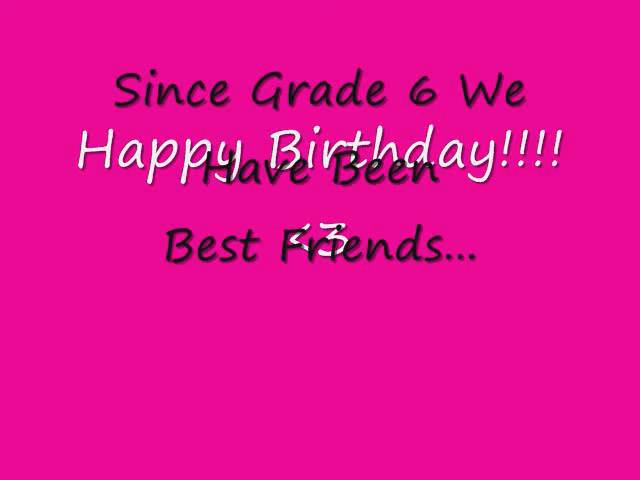 Since Grade 6 We
Happy Birthday!!!!
Have Been
<3
Best Friends...